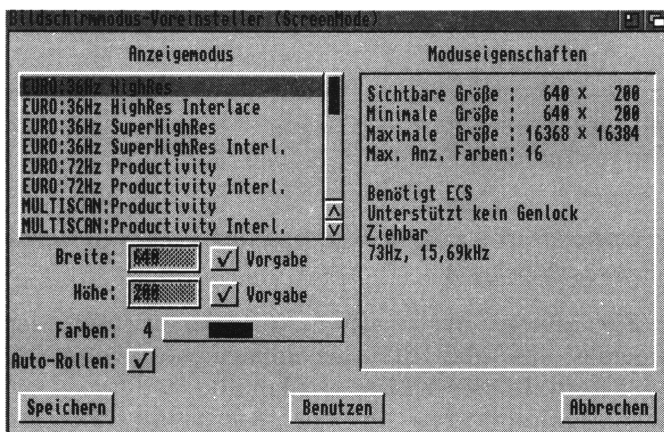 Bildschirmmodus-Voreinsteller (ScreenMode)
Anzeigemodus
EURO:36Hz HighRes
EURO:36Hz HighRes Interlace
EURO:36Hz SuperHighRes
EURO:36Hz SuperHighRes Interl.
EURO:72Hz Productivity
EURO:72Hz Productivity Interl.
MULTISCAN:Productivity
MULTISCAN:Productivity Interl.
Breite: 640 Vorgabe
Höhe: 200 Vorgabe
Farben: 4
Auto-Rollen:
Moduseigenschaften
Sichtbare Größe : 640 x 200
Minimale Größe : 640 x 200
Maximale Größe : 16368 x 16384
Max. Anz. Farben: 16
Benötigt ECS
Unterstützt kein Genlock
Ziehbar
73Hz, 15,69kHz
Speichern Benutzen Abbrechen